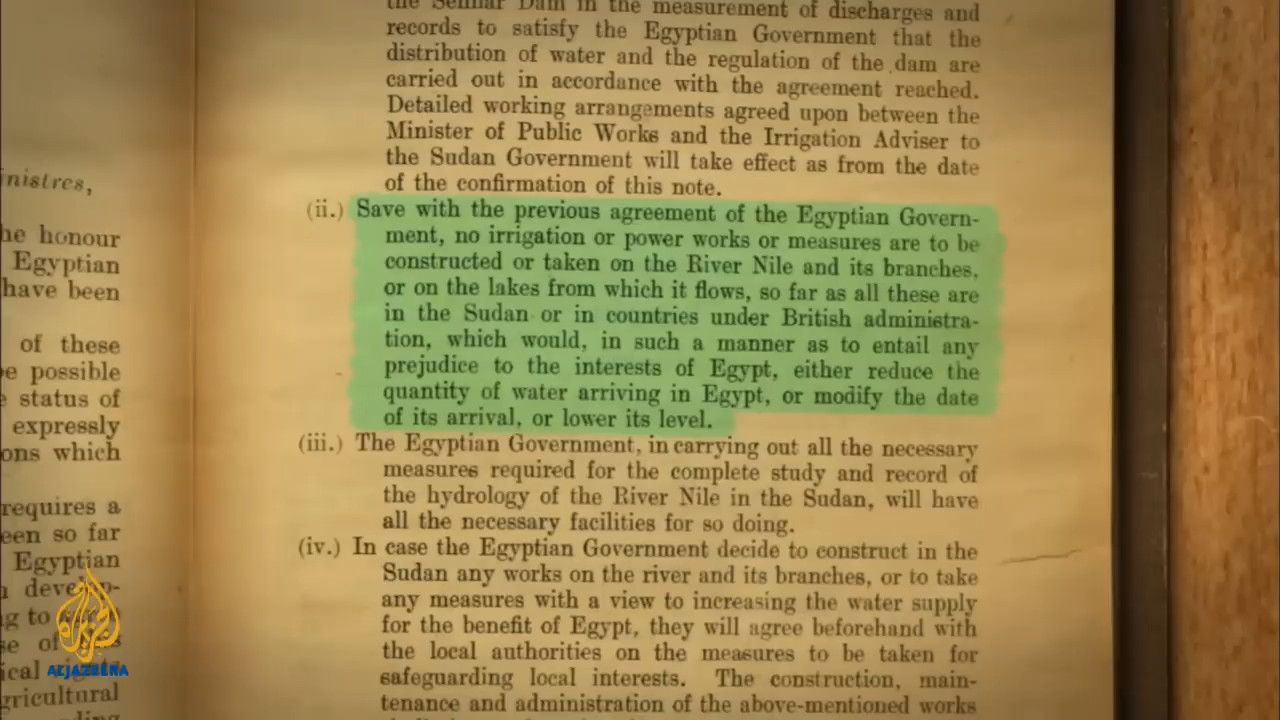 the Sennar Dam in the measurement of discharges and
records to satisfy the Egyptian Government that the
distribution of water and the regulation of the dam are
carried out in accordance with the agreement reached.
Detailed working arrangements agreed upon between the
Minister of Public Works and the Irrigation Adviser to
the Sudan Government will take effect as from the date
of the confirmation of this note.
(ii.) Save with the previous agreement of the Egyptian Govern-
ment, no irrigation or power works or measures are to be
constructed or taken on the River Nile and its branches,
or on the lakes from which it flows, so far as all these are
in the Sudan or in countries under British administra-
tion, which would, in such a manner as to entail any
prejudice to the interests of Egypt, either reduce the
quantity of water arriving in Egypt, or modify the date
of its arrival, or lower its level.
(iii.) The Egyptian Government, in carrying out all the necessary
measures required for the complete study and record of
the hydrology of the River Nile in the Sudan, will have
all the necessary facilities for so doing.
(iv.) In case the Egyptian Government decide to construct in the
Sudan any works on the river and its branches, or to take
any measures with a view to increasing the water supply
for the benefit of Egypt, they will agree beforehand with
the local authorities on the measures to be taken for
safeguarding local interests. The construction, main-
tenance and administration of the above-mentioned works
honour
Egyptian
have been
of these
possible
status of
expressly
which
requires a
so far
Egyptian
ALJAZEERA